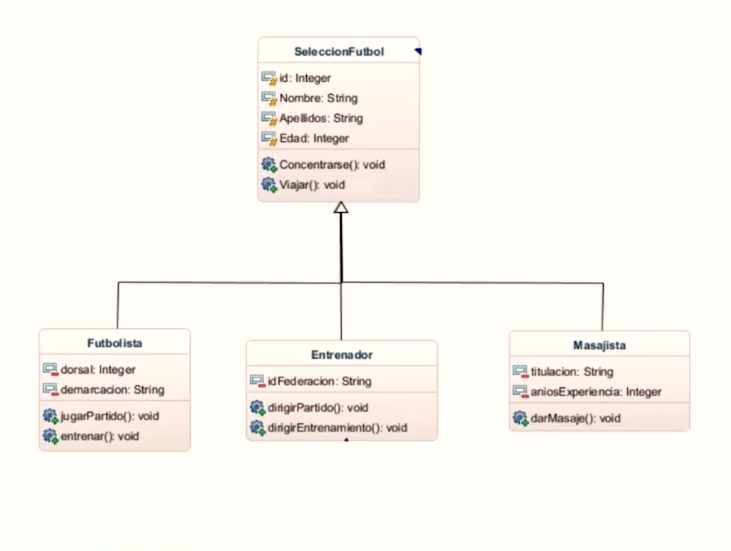 SeleccionFutbol
id: Integer
Nombre: String
Apellidos: String
Edad: Integer
Concentrarse(): void
Viajar(): void
Futbolista
dorsal: Integer
demarcacion: String
jugarPartido(): void
entrenar(): void
Entrenador
idFederacion: String
dirigirPartido(): void
dirigirEntrenamiento(): void
Masajista
titulacion: String
aniosExperiencia: Integer
darMasaje(): void